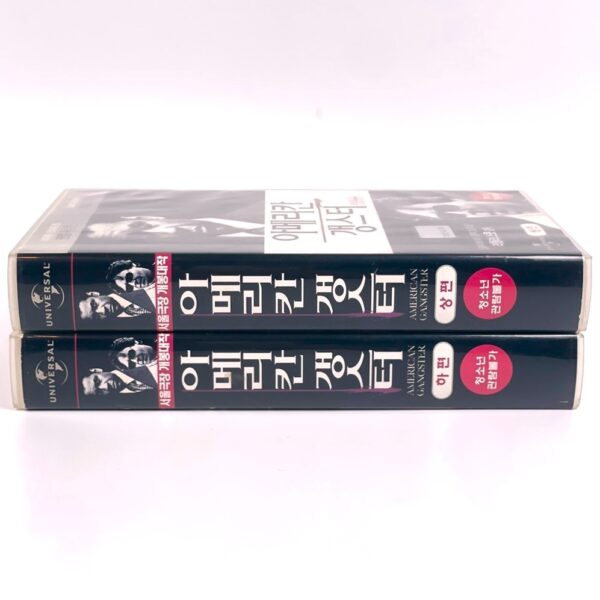 아메리칸
갱스터
UNIVERSAL
서울극장 개봉대작
아메리칸 갱스터
AMERICAN
GANGSTER
상편
청소년
관람불가
UNIVERSAL
서울극장 개봉대작
아메리칸 갱스터
AMERICAN
GANGSTER
하편
청소년
관람불가